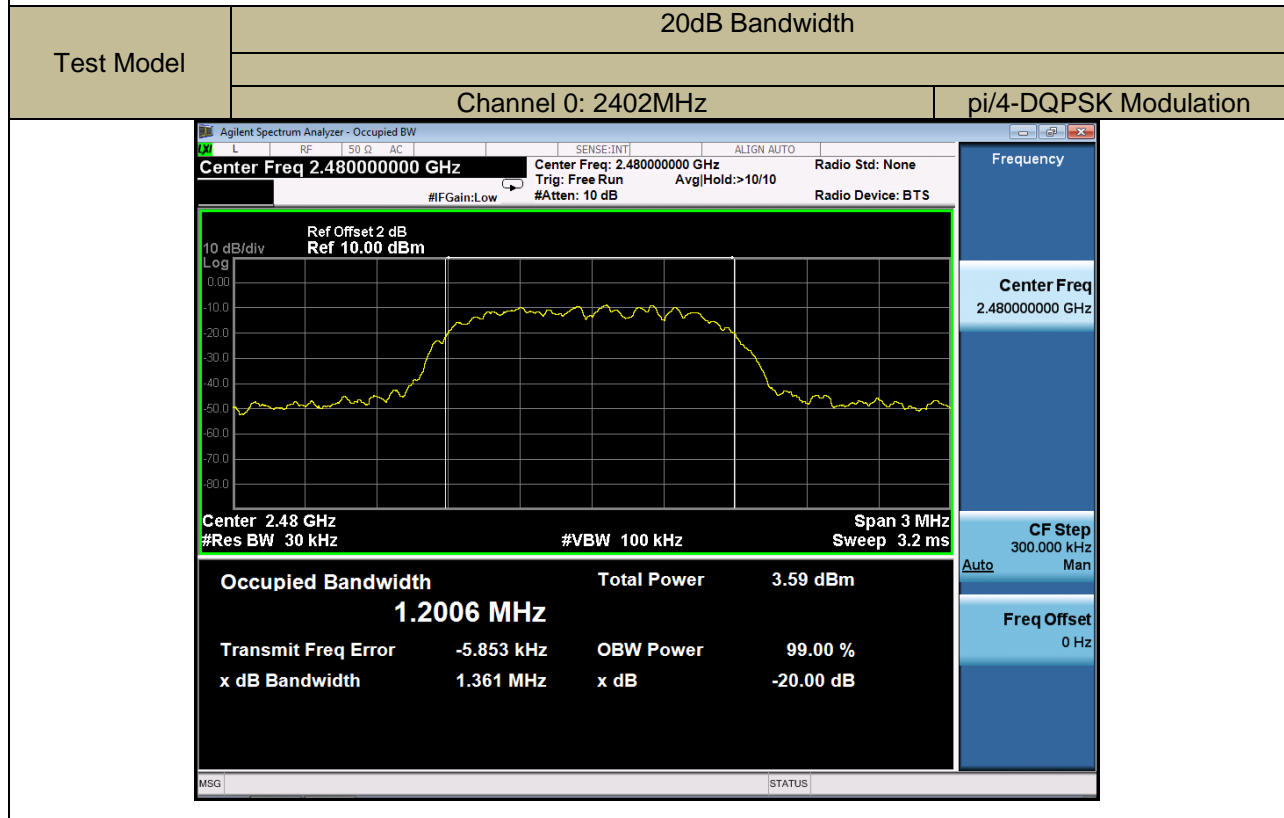 20dB Bandwidth
Test Model
Channel 0: 2402MHz
pi/4-DQPSK Modulation
Agilent Spectrum Analyzer - Occupied BW
LXI L RF 50 Ω AC SENSE:INT ALIGN AUTO
Center Freq 2.480000000 GHz
Center Freq: 2.480000000 GHz
Radio Std: None
Trig: Free Run
Avg|Hold:>10/10
#IFGain:Low
#Atten: 10 dB
Radio Device: BTS
Ref Offset 2 dB
10 dB/div
Ref 10.00 dBm
Log
0.00
-10.0
-20.0
-30.0
-40.0
-50.0
-60.0
-70.0
-80.0
Center 2.48 GHz
Span 3 MHz
#Res BW 30 kHz
#VBW 100 kHz
Sweep 3.2 ms
Occupied Bandwidth
Total Power
3.59 dBm
1.2006 MHz
Transmit Freq Error
-5.853 kHz
OBW Power
99.00 %
x dB Bandwidth
1.361 MHz
x dB
-20.00 dB
MSG
STATUS
Frequency
Center Freq
2.480000000 GHz
CF Step
300.000 kHz
Auto Man
Freq Offset
0 Hz